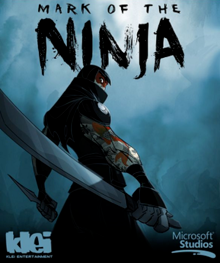 MARK OF THE
NINJA
klei
KLEI ENTERTAINMENT
Microsoft
Studios